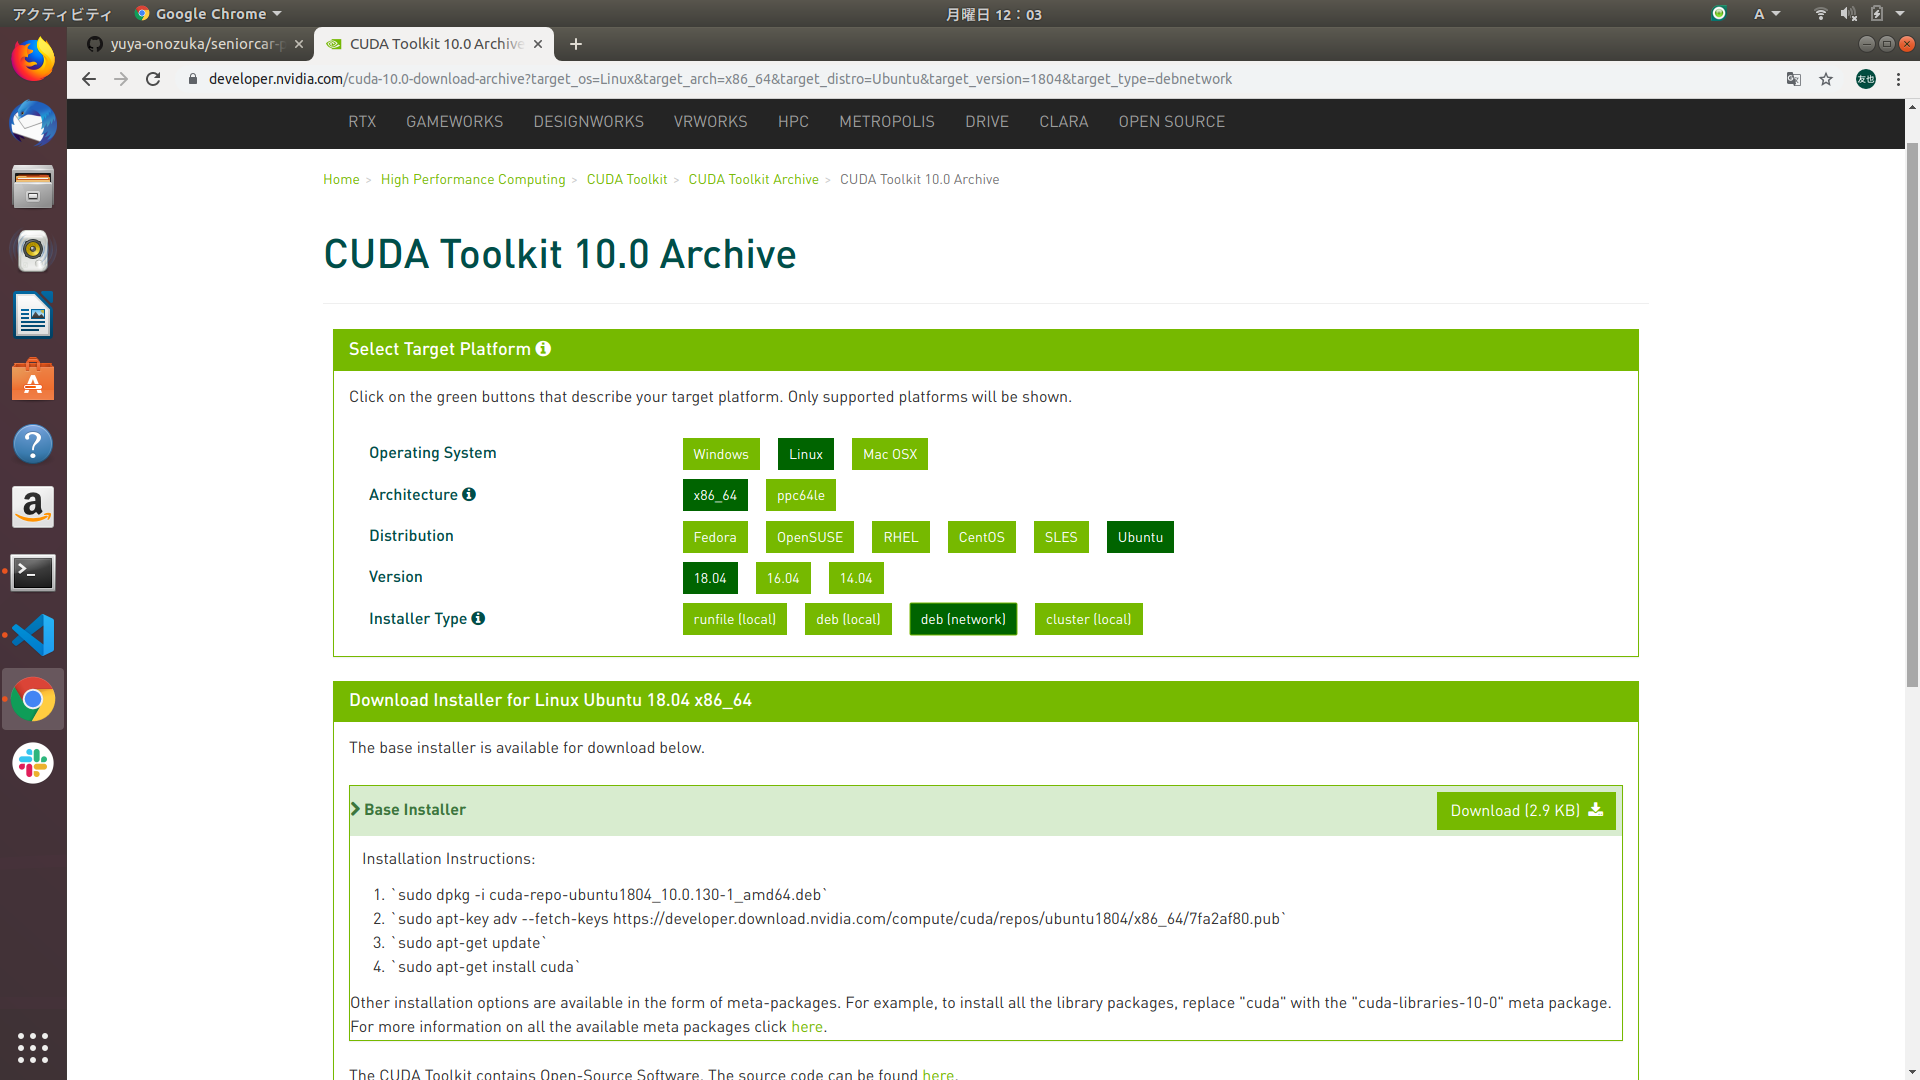 アクティビティ
Google Chrome
月曜日 12：03
A
yuya-onozuka/seniorcar-p
CUDA Toolkit 10.0 Archive
developer.nvidia.com/cuda-10.0-download-archive?target_os=Linux&target_arch=x86_64&target_distro=Ubuntu&target_version=1804&target_type=debnetwork
友也
RTX GAMEWORKS DESIGNWORKS VRWORKS HPC METROPOLIS DRIVE CLARA OPEN SOURCE
Home > High Performance Computing > CUDA Toolkit > CUDA Toolkit Archive > CUDA Toolkit 10.0 Archive
CUDA Toolkit 10.0 Archive
Select Target Platform
Click on the green buttons that describe your target platform. Only supported platforms will be shown.
Operating System Windows Linux Mac OSX
Architecture x86_64 ppc64le
Distribution Fedora OpenSUSE RHEL CentOS SLES Ubuntu
Version 18.04 16.04 14.04
Installer Type runfile (local) deb (local) deb (network) cluster (local)
Download Installer for Linux Ubuntu 18.04 x86_64
The base installer is available for download below.
Base Installer
Download (2.9 KB)
Installation Instructions:
1. `sudo dpkg -i cuda-repo-ubuntu1804_10.0.130-1_amd64.deb`
2. `sudo apt-key adv --fetch-keys https://developer.download.nvidia.com/compute/cuda/repos/ubuntu1804/x86_64/7fa2af80.pub`
3. `sudo apt-get update`
4. `sudo apt-get install cuda`
Other installation options are available in the form of meta-packages. For example, to install all the library packages, replace "cuda" with the "cuda-libraries-10-0" meta package.
For more information on all the available meta packages click here.
The CUDA Toolkit contains Open-Source Software. The source code can be found here.